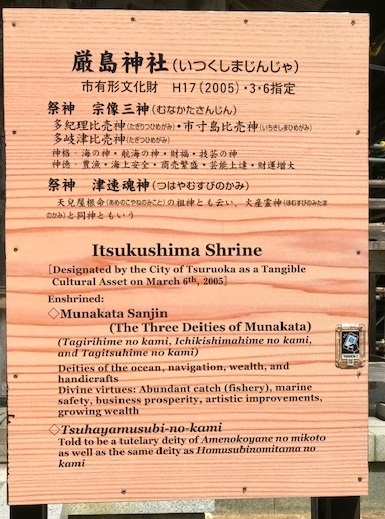 厳島神社(いつくしまじんじゃ)
市有形文化財 H17(2005)・3・6指定
祭神 宗像三神(むなかたさんじん)
多紀理比売神(たぎりつひめがみ)・市寸島比売神(いちきしまひめがみ)
多岐津比売神(たぎつひめがみ)
神格-海の神・航海の神・財福・技芸の神
神徳-豊漁・海上安全・商売繁盛・芸能上達・財運増大
祭神 津速魂神(つはやむすびのかみ)
天兒屋根命(あめのこやねのみこと)の祖神とも云い、火産霊神(ほむすびのみたま
のかみ)と同神ともいう
Itsukushima Shrine
[Designated by the City of Tsuruoka as a Tangible
Cultural Asset on March 6th, 2005]
Enshrined:
◇Munakata Sanjin
(The Three Deities of Munakata)
(Tagirihime no kami, Ichikishimahime no kami,
and Tagitsuhime no kami)
Deities of the ocean, navigation, wealth, and
handicrafts
Divine virtues: Abundant catch (fishery), marine
safety, business prosperity, artistic improvements,
growing wealth
◇Tsuhayamusubi-no-kami
Told to be a tutelary deity of Amenokoyane no mikoto
as well as the same deity as Homusubinomitama no
kami